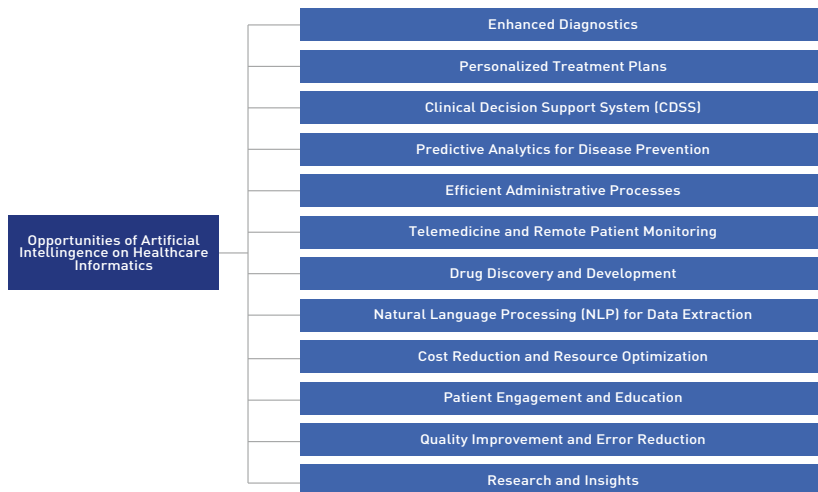 Enhanced Diagnostics
Personalized Treatment Plans
Clinical Decision Support System (CDSS)
Predictive Analytics for Disease Prevention
Efficient Administrative Processes
Opportunities of Artificial
Intellingence on Healthcare
Informatics
Telemedicine and Remote Patient Monitoring
Drug Discovery and Development
Natural Language Processing (NLP) for Data Extraction
Cost Reduction and Resource Optimization
Patient Engagement and Education
Quality Improvement and Error Reduction
Research and Insights